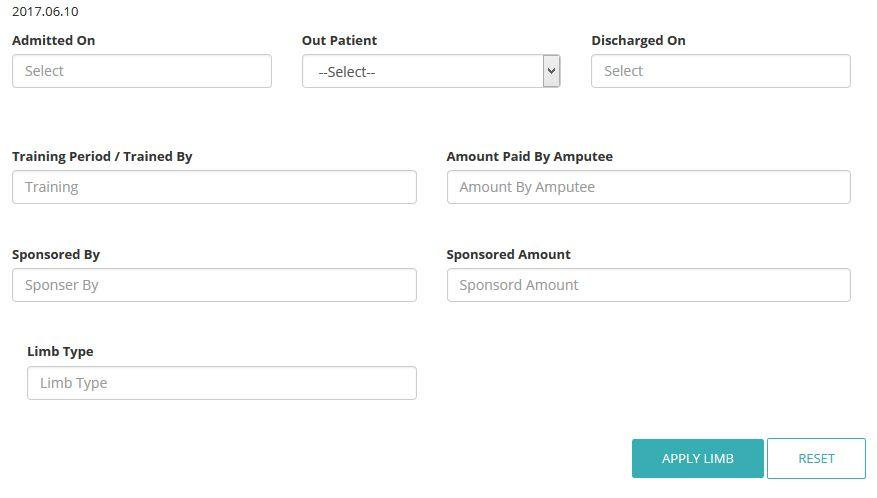 2017.06.10
Admitted On Out Patient Discharged On
Select --Select-- Select
Training Period / Trained By Amount Paid By Amputee
Training Amount By Amputee
Sponsored By Sponsored Amount
Sponser By Sponsord Amount
Limb Type
Limb Type
APPLY LIMB RESET